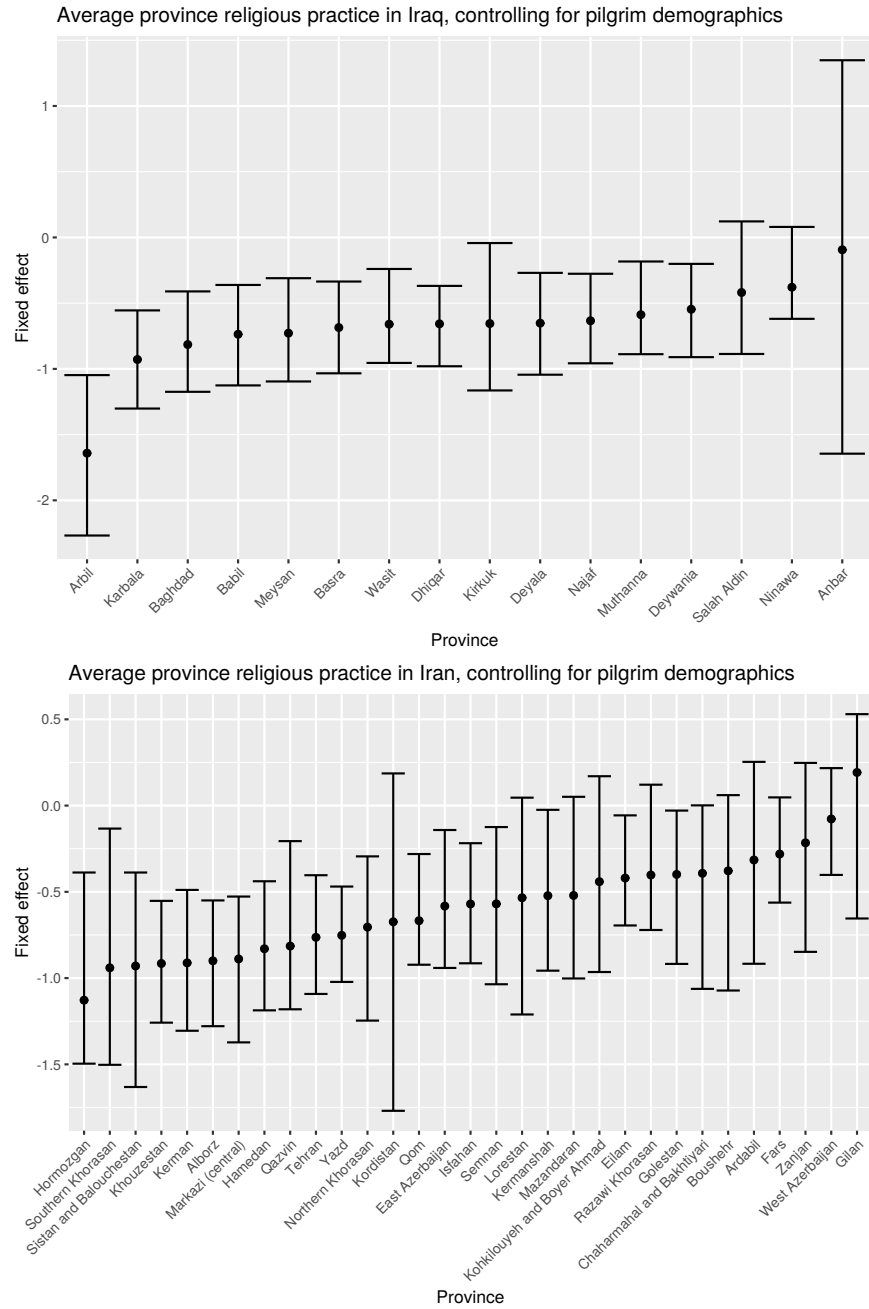 Average province religious practice in Iraq, controlling for pilgrim demographics
1
0
-1
-2
Fixed effect
Arbil
Karbala
Baghdad
Babil
Meysan
Basra
Wasit
Dhiqar
Kirkuk
Deyala
Najaf
Muthanna
Deywania
Salah Aldin
Ninawa
Anbar
Province
Average province religious practice in Iran, controlling for pilgrim demographics
0.5
0.0
-0.5
-1.0
-1.5
Fixed effect
Hormozgan
Southern Khorasan
Sistan and Balouchestan
Khouzestan
Kerman
Alborz
Markazi (central)
Hamedan
Qazvin
Tehran
Yazd
Northern Khorasan
Kordistan
Qom
East Azerbaijan
Isfahan
Semnan
Lorestan
Kermanshah
Mazandaran
Kohkilouyeh and Boyer Ahmad
Eilam
Razawi Khorasan
Golestan
Chaharmahal and Bakhtiyari
Boushehr
Ardabil
Fars
Zanjan
West Azerbaijan
Gilan
Province